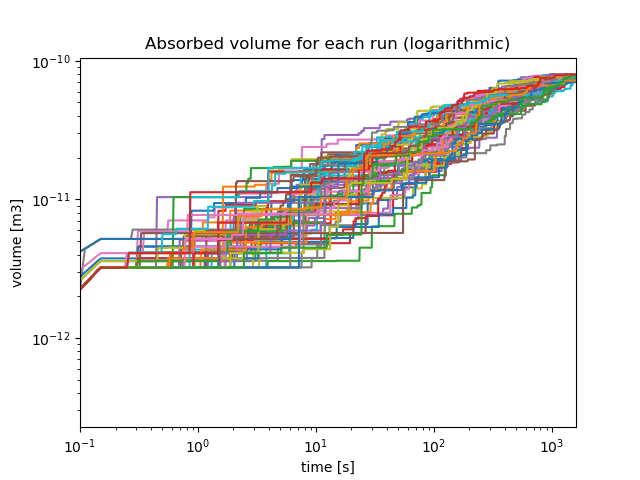 Absorbed volume for each run (logarithmic)
volume [m3]
10⁻¹⁰
10⁻¹¹
10⁻¹²
10⁻¹ 10⁰ 10¹ 10² 10³
time [s]